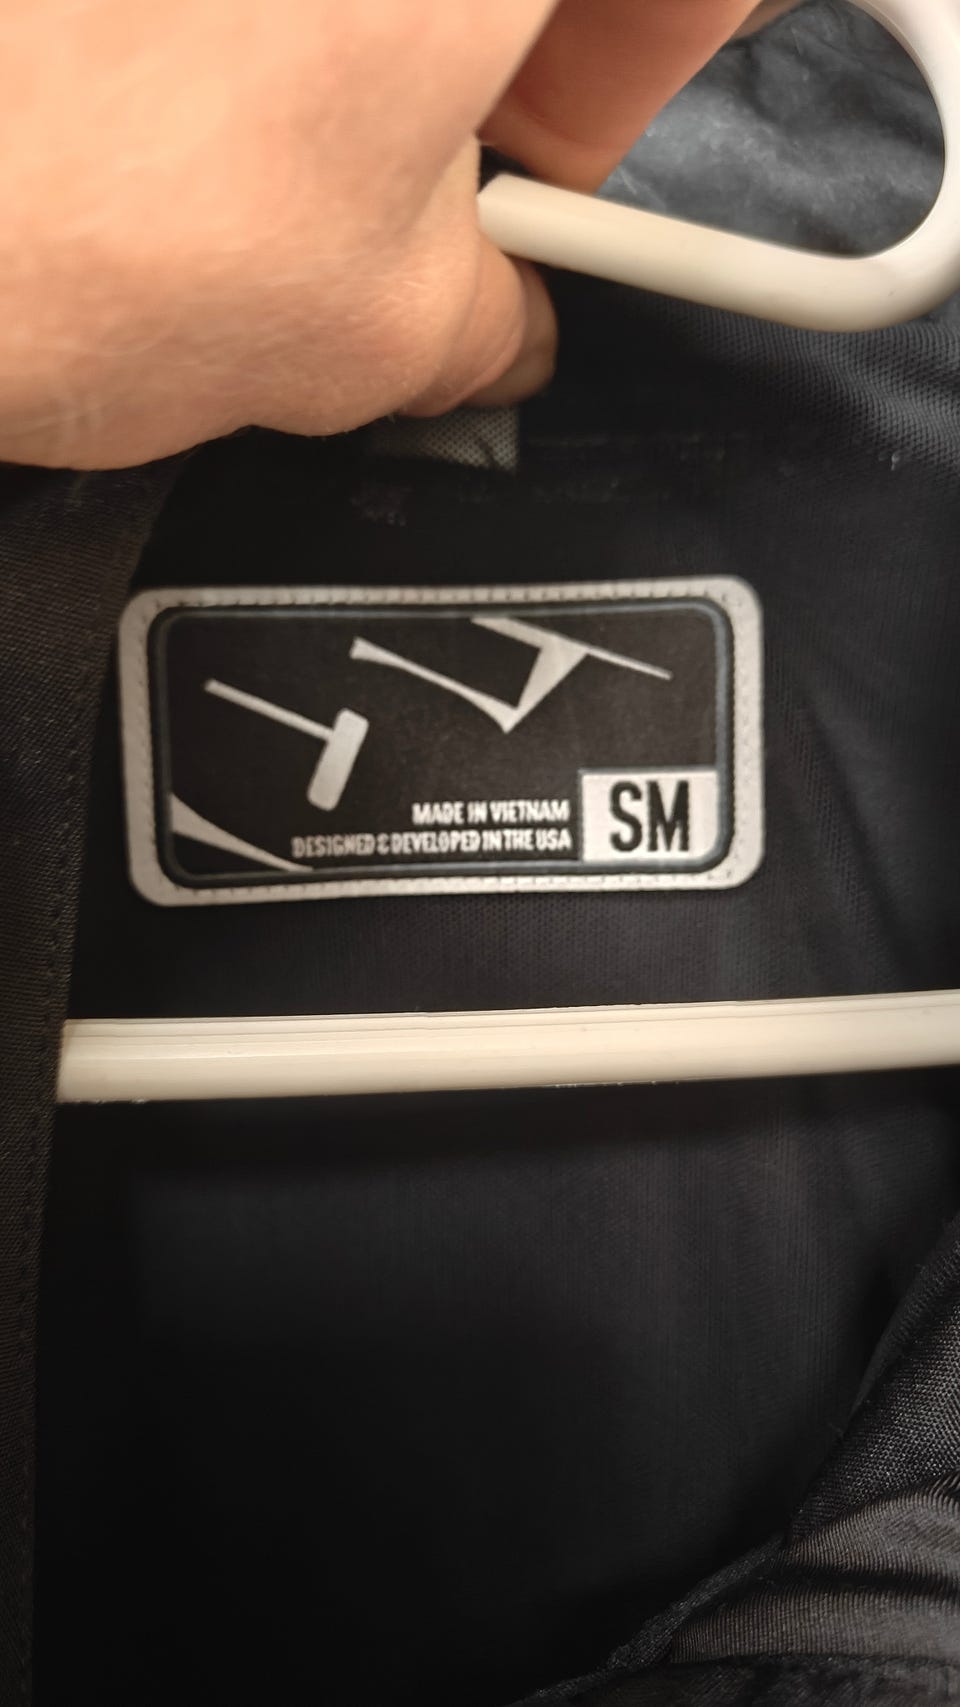 MADE IN VIETNAM
DESIGNED & DEVELOPED IN THE USA
SM